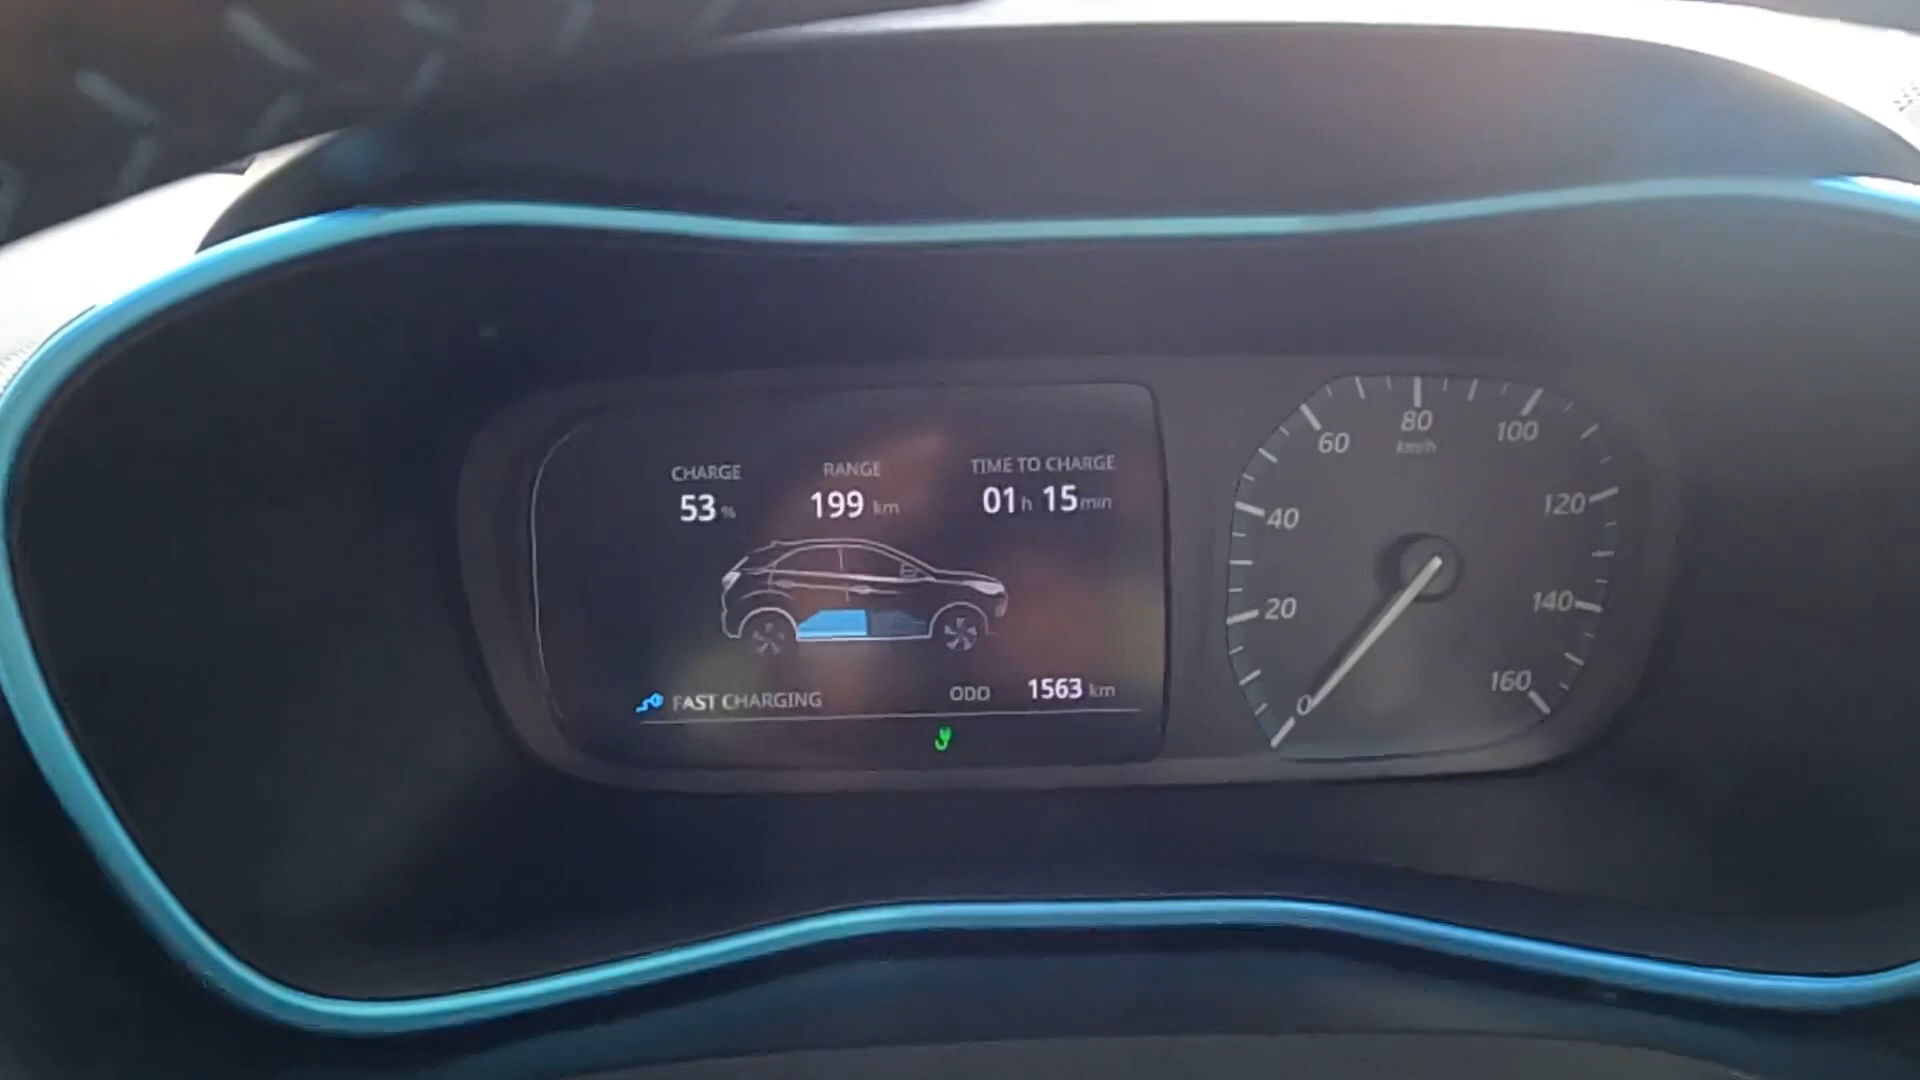 CHARGE RANGE TIME TO CHARGE
53 % 199 km 01 h 15 min
FAST CHARGING ODO 1563 km
0 20 40 60 80 100 120 140 160
km/h